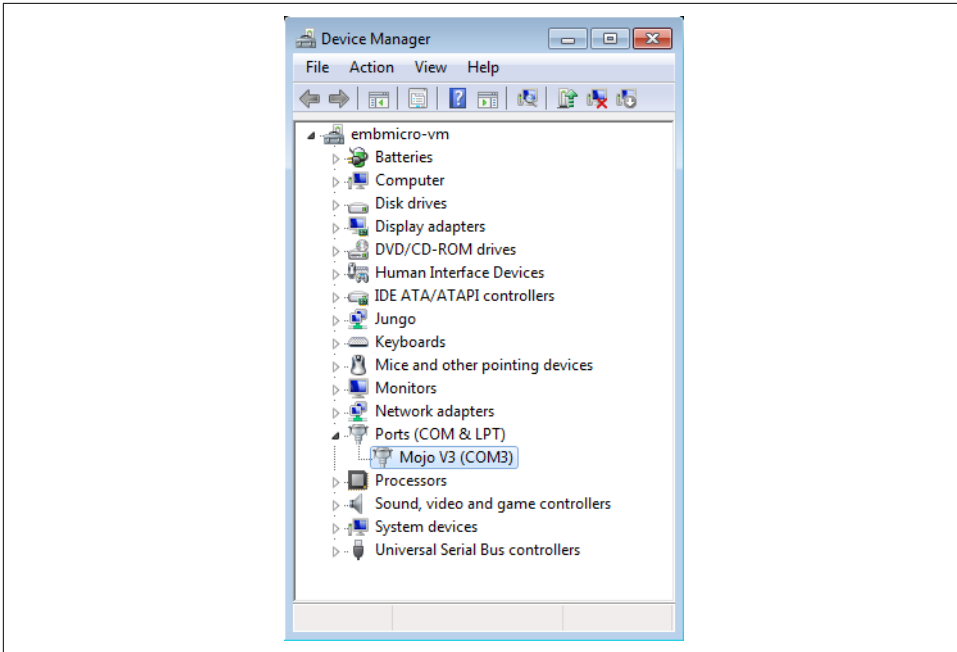 Device Manager
File Action View Help
embmicro-vm
Batteries
Computer
Disk drives
Display adapters
DVD/CD-ROM drives
Human Interface Devices
IDE ATA/ATAPI controllers
Jungo
Keyboards
Mice and other pointing devices
Monitors
Network adapters
Ports (COM & LPT)
Mojo V3 (COM3)
Processors
Sound, video and game controllers
System devices
Universal Serial Bus controllers